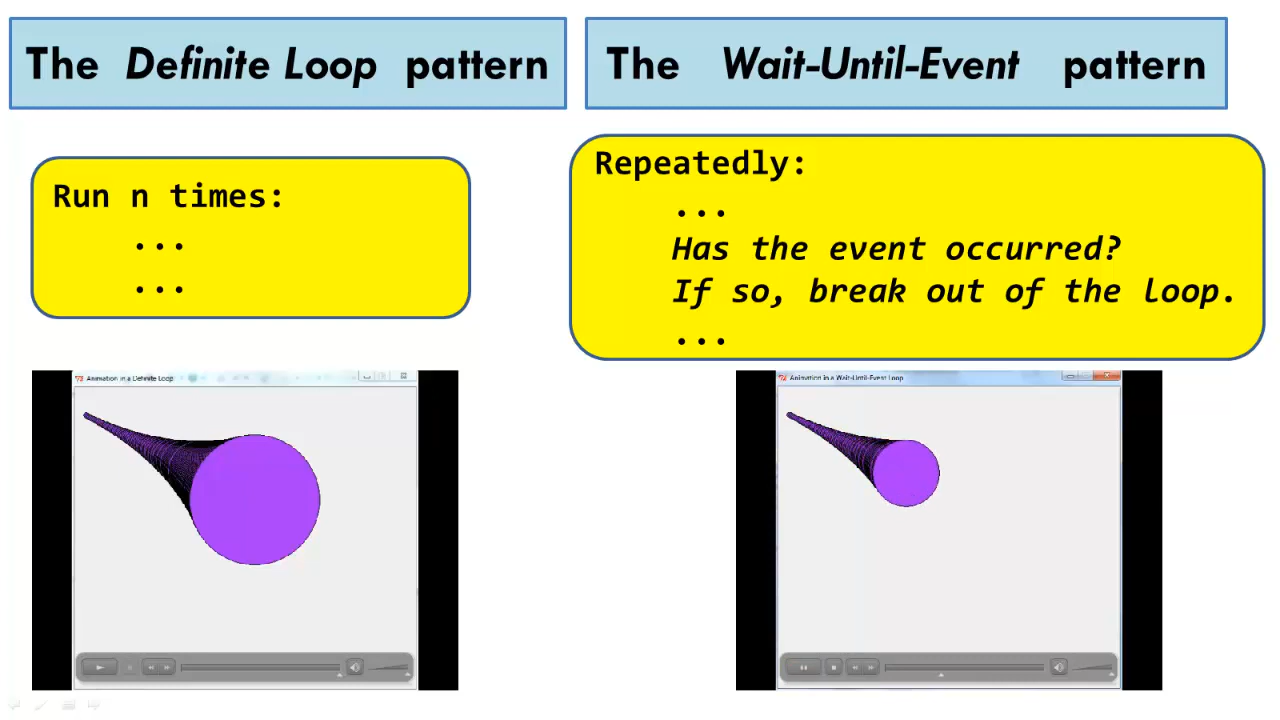 The Definite Loop pattern
Run n times:
...
...
Animation in a Definite Loop
The Wait-Until-Event pattern
Repeatedly:
...
Has the event occurred?
If so, break out of the loop.
...
Animation in a Wait-Until-Event Loop